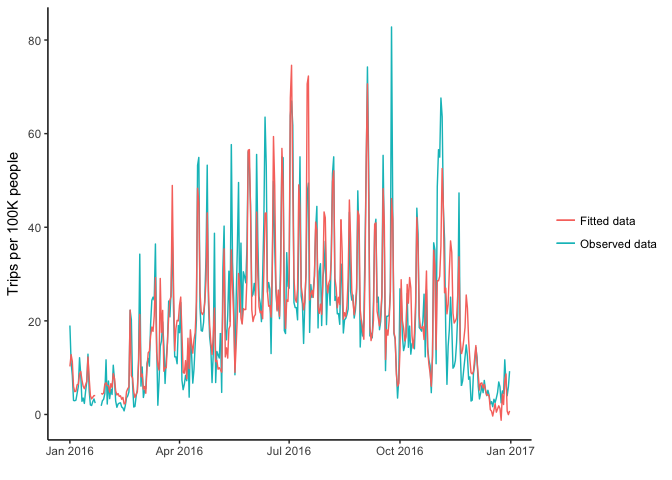 Trips per 100K people
80
60
40
20
0
Jan 2016 Apr 2016 Jul 2016 Oct 2016 Jan 2017
Fitted data
Observed data